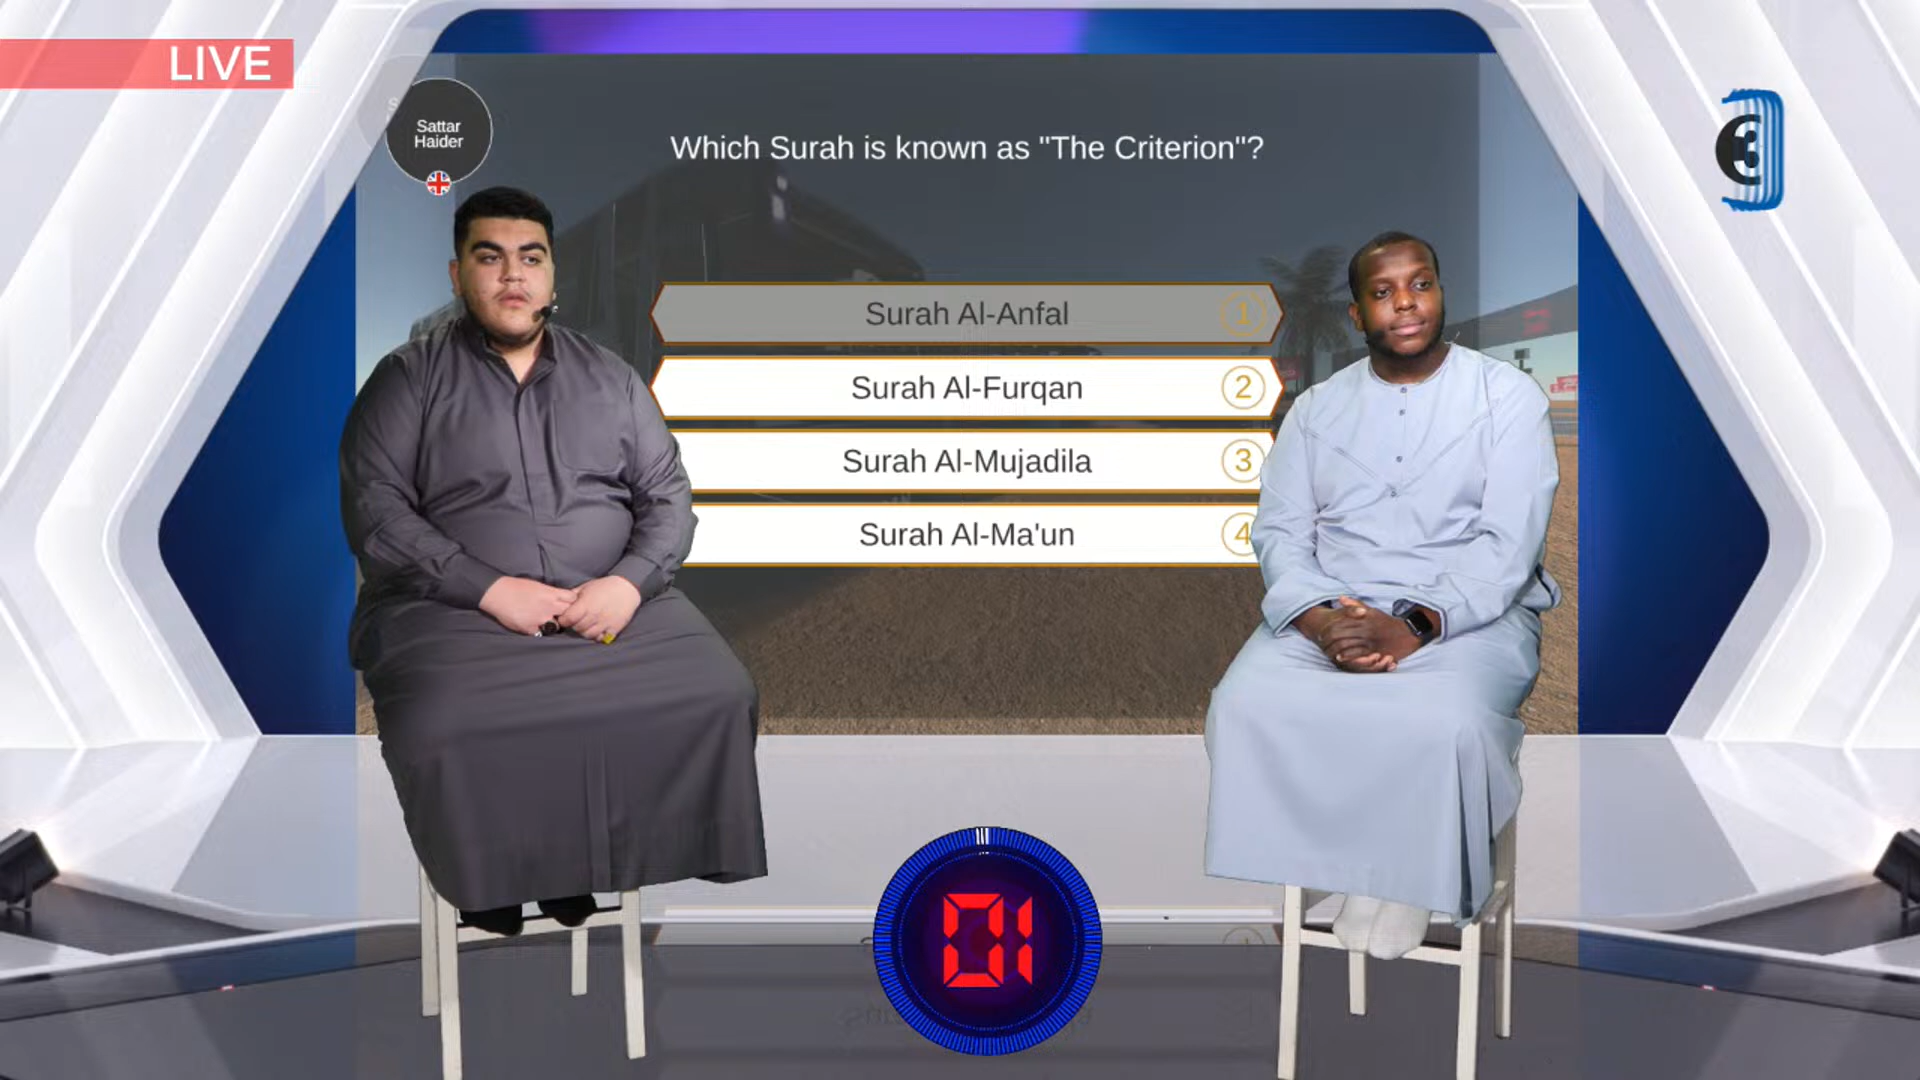 LIVE
Sattar
Haider
Which Surah is known as "The Criterion"?
Surah Al-Anfal 1
Surah Al-Furqan 2
Surah Al-Mujadila 3
Surah Al-Ma'un 4
3
01